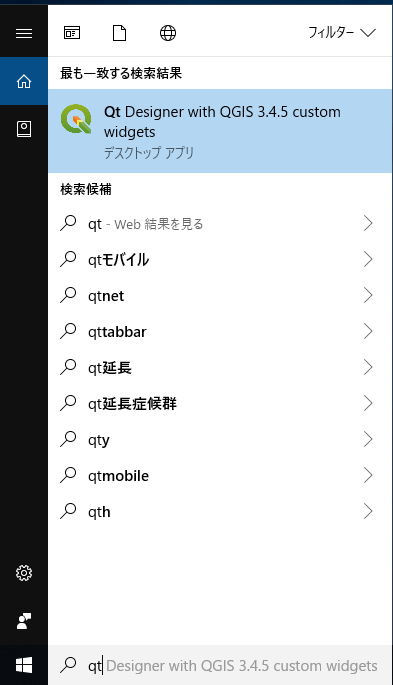 フィルター
最も一致する検索結果
Qt Designer with QGIS 3.4.5 custom
widgets
デスクトップ アプリ
検索候補
qt - Web 結果を見る
qtモバイル
qtnet
qttabbar
qt延長
qt延長症候群
qty
qtmobile
qth
qt Designer with QGIS 3.4.5 custom widgets